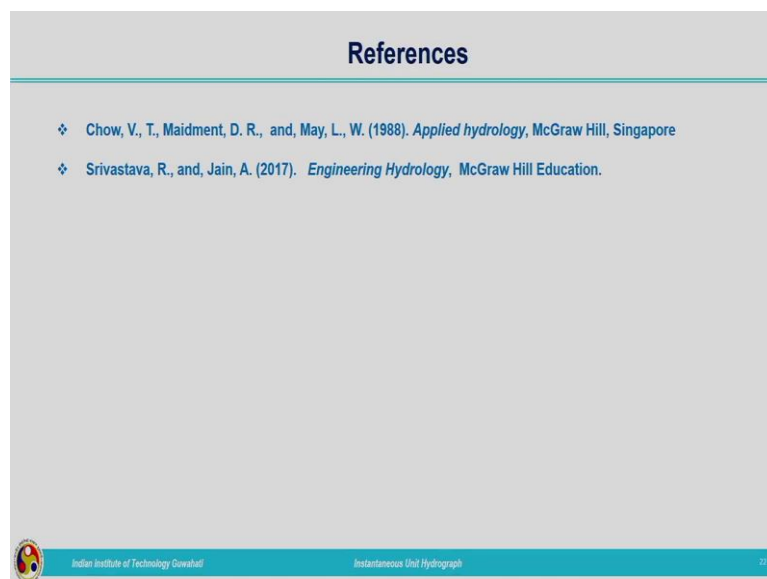 References
❖ Chow, V., T., Maidment, D. R., and, May, L., W. (1988). Applied hydrology, McGraw Hill, Singapore
❖ Srivastava, R., and, Jain, A. (2017). Engineering Hydrology, McGraw Hill Education.
Indian Institute of Technology Guwahati Instantaneous Unit Hydrograph 22